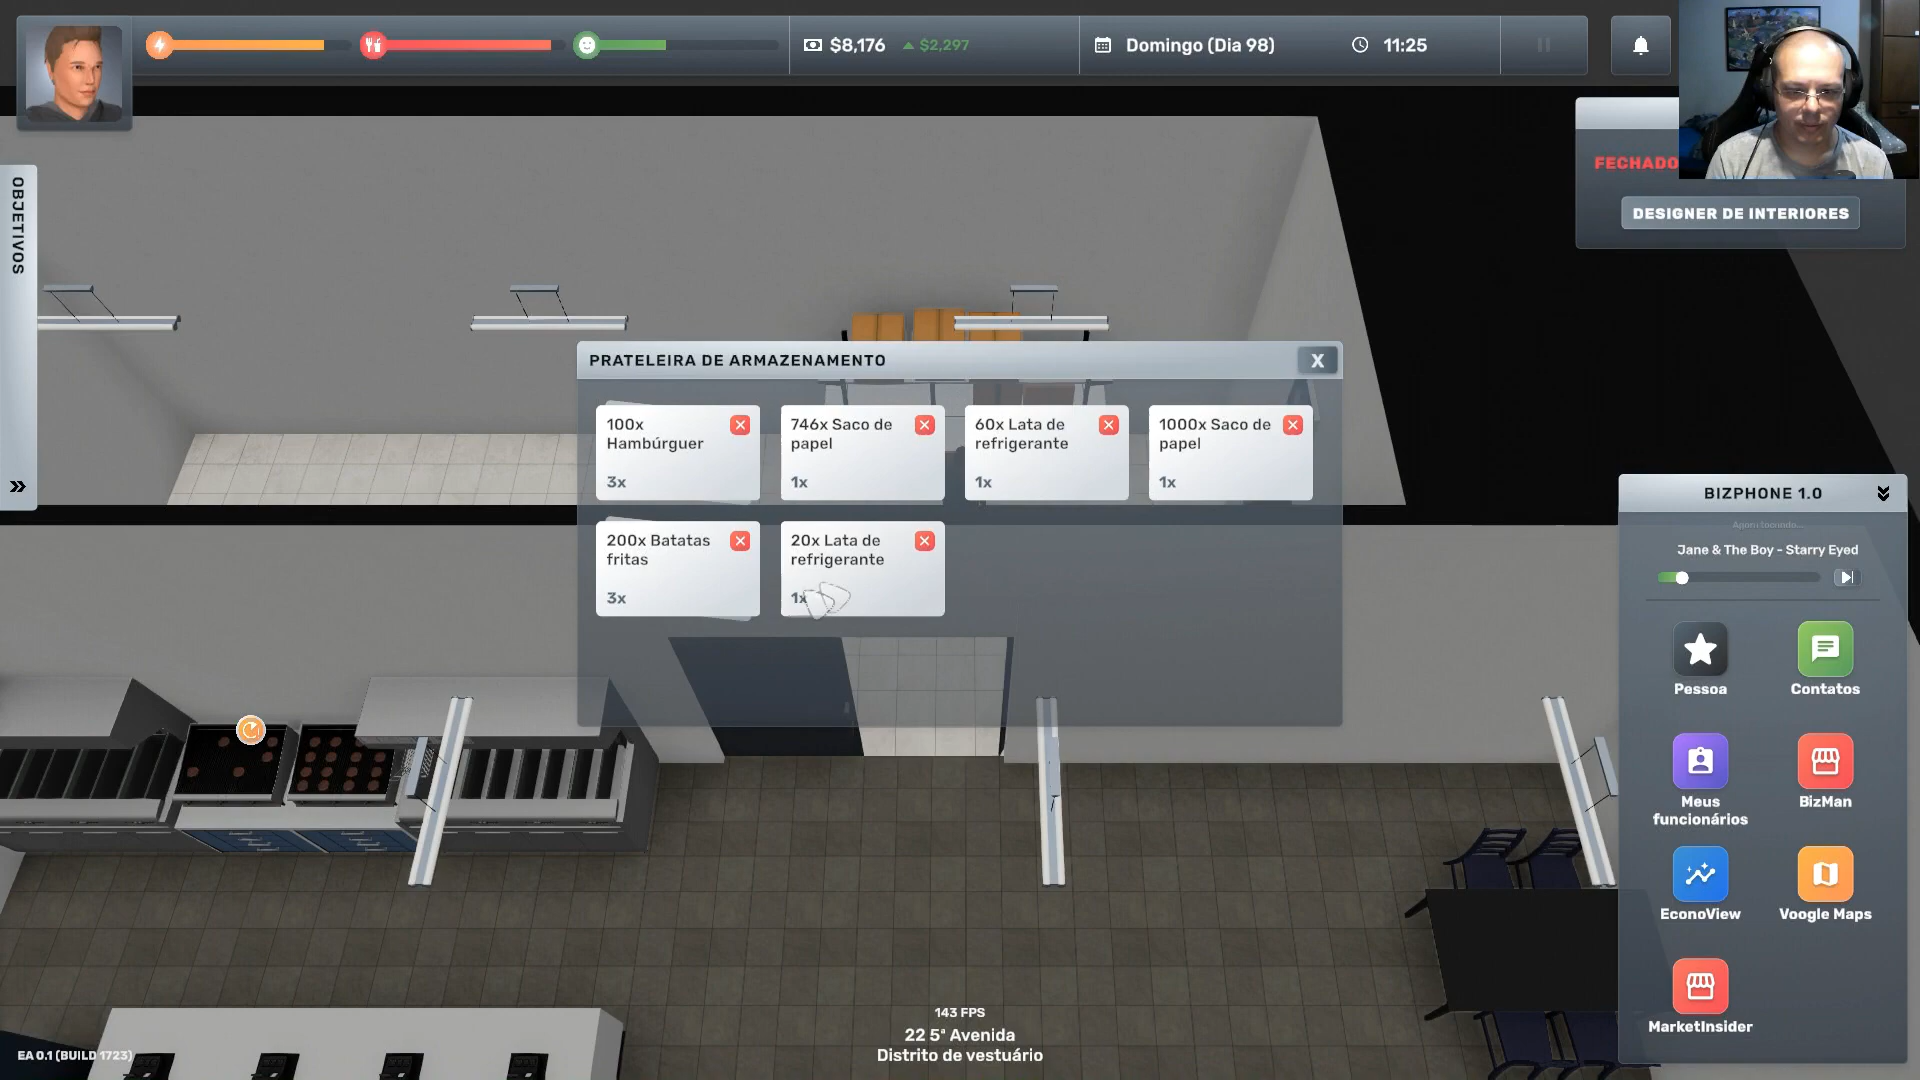 $8,176
$2,297
Domingo (Dia 98)
11:25
FECHADO
DESIGNER DE INTERIORES
OBJETIVOS
PRATELEIRA DE ARMAZENAMENTO
X
100x
Hambúrguer
3x
746x Saco de
papel
1x
60x Lata de
refrigerante
1x
1000x Saco de
papel
1x
200x Batatas
fritas
3x
20x Lata de
refrigerante
1x
BIZPHONE 1.0
Agora tocando...
Jane & The Boy - Starry Eyed
Pessoa
Contatos
Meus
funcionários
BizMan
EconoView
Voogle Maps
MarketInsider
143 FPS
22 5ª Avenida
Distrito de vestuário
EA 0.1 (BUILD 1723)